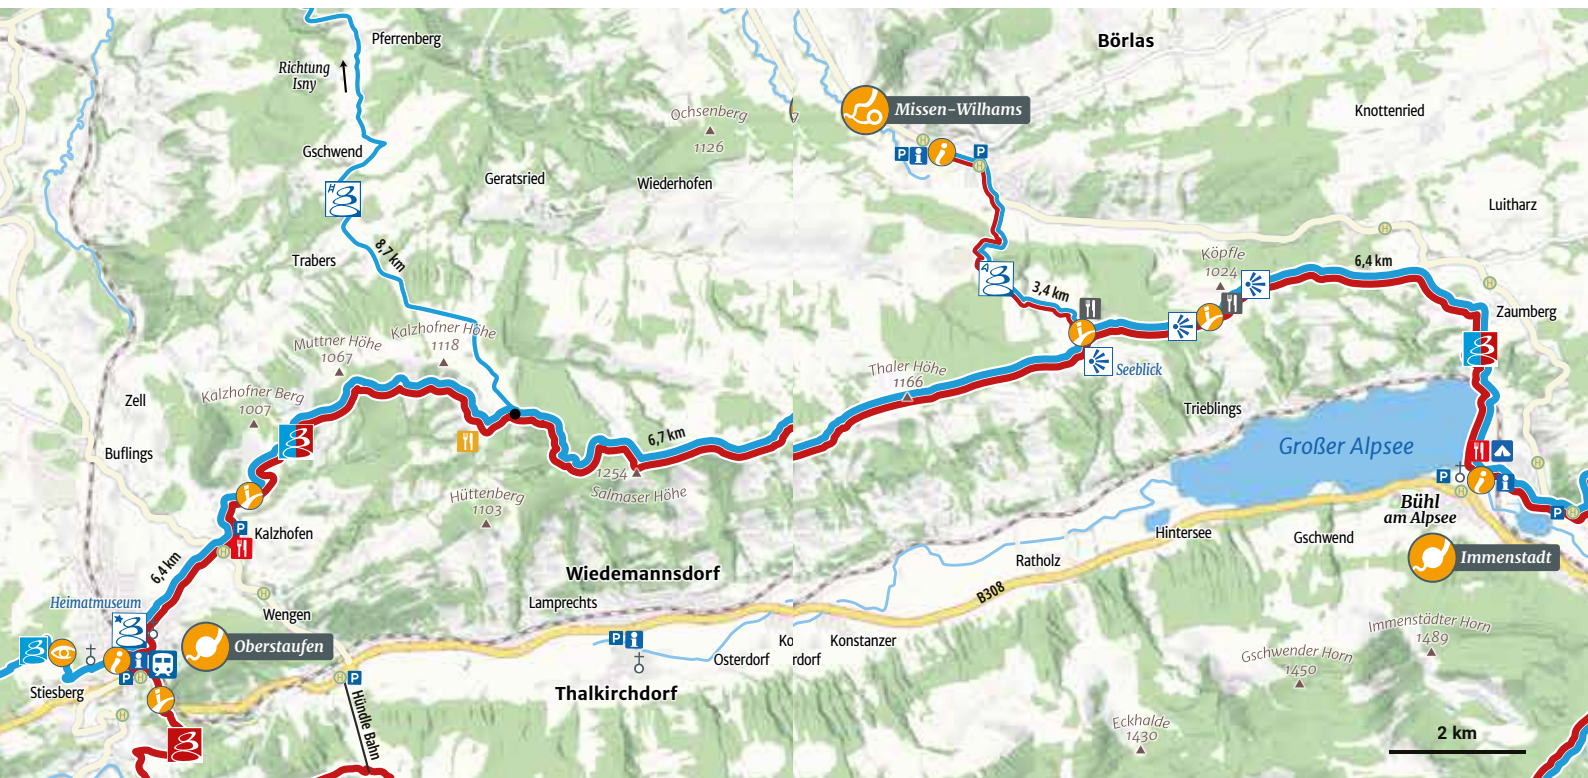 Pferrenberg
Richtung
Isny
Börlas
Missen-Wilhams
Ochsenberg
1126
Knottenried
Gschwend
Geratsried
Wiederhofen
Luitharz
H
P
i
i
P
H
H
H
Trabers
8,7 km
A
3,4 km
Köpfle
1024
6,4 km
H
Zaumberg
Muttner Höhe
1067
Kalzhofner Höhe
1118
Seeblick
Thaler Höhe
1166
Kalzhofner Berg
1007
Zell
Trieblings
Buflings
6,7 km
Großer Alpsee
1254
Salmaser Höhe
Hüttenberg
1103
H
P
H
i
i
P
H
Bühl
am Alpsee
P
Kalzhofen
H
Hintersee
Gschwend
Immenstadt
6,4 km
Wiedemannsdorf
Ratholz
B308
H
Heimatmuseum
Wengen
Lamprechts
Immenstädter Horn
1489
Oberstaufen
P
i
Ko
rdorf
Konstanzer
Osterdorf
Gschwender Horn
1450
i
i
P
H
Stiesberg
H
P
Hündle Bahn
Thalkirchdorf
H
Eckhalde
1430
2 km